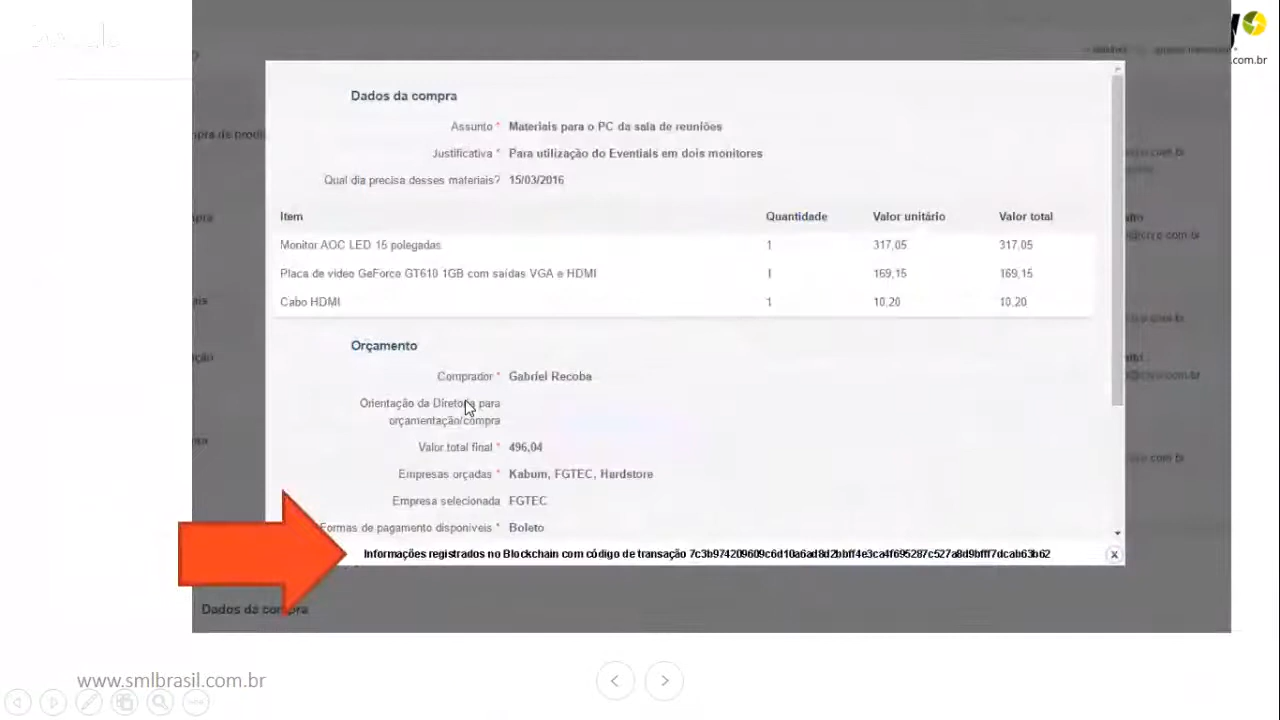 .com.br
Dados da compra
Assunto * Materiais para o PC da sala de reuniões
Justificativa * Para utilização do Eventials em dois monitores
Qual dia precisa desses materiais? 15/03/2016
Item Quantidade Valor unitário Valor total
Monitor AOC LED 15 polegadas 1 317,05 317,05
Placa de vídeo GeForce GT610 1GB com saídas VGA e HDMI 1 169,15 169,15
Cabo HDMI 1 10,20 10,20
Orçamento
Comprador * Gabriel Recoba
Orientação da Diretoria para
orçamentação/compra
Valor total final * 496,04
Empresas orçadas * Kabum, FGTEC, Hardstore
Empresa selecionada FGTEC
Formas de pagamento disponíveis * Boleto
Informações registrados no Blockchain com código de transação 7c3b974209609c6d10a6ad8d2bbff4e3ca4f695287c527a8d9bfff7dcab63b62
Dados da compra
www.smlbrasil.com.br